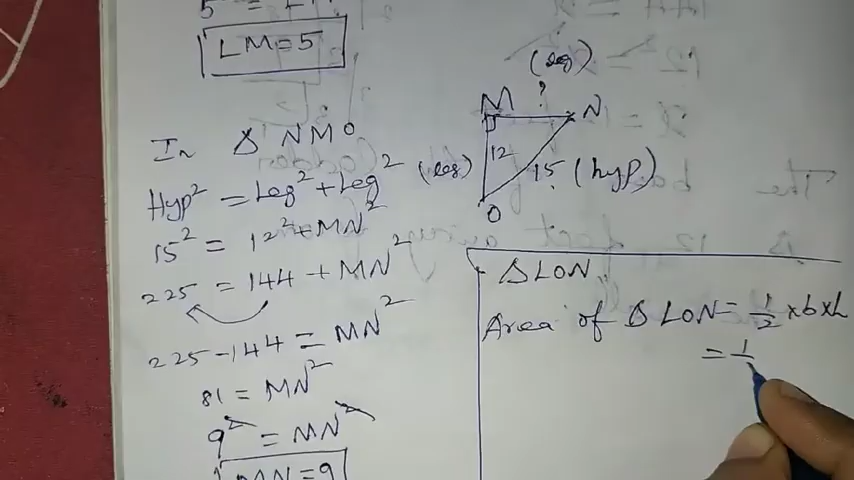 LM=5
In Δ NMO
Hyp² = Leg² + Leg²
15² = 12² + MN²
225 = 144 + MN²
225-144 = MN²
81 = MN²
9² = MN²
MN=9
(leg)
M ? N
12
(leg)
15 (hyp)
O
Δ LON
Area of Δ LON = 1/2 × b × h
= 1